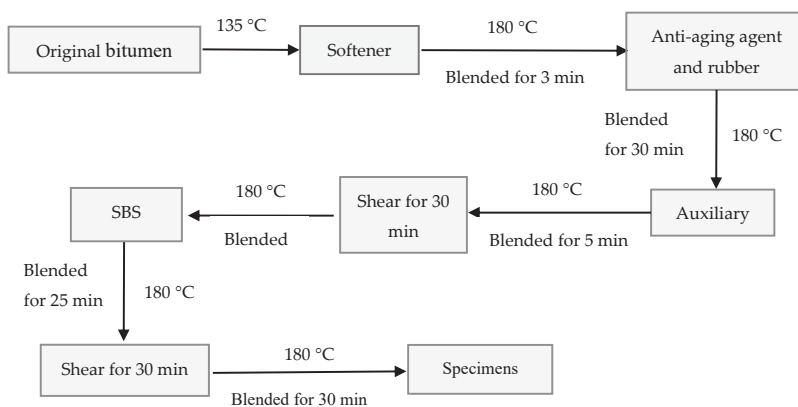 Original bitumen
135 °C
Softener
180 °C
Blended for 3 min
Anti-aging agent
and rubber
Blended
for 30 min
180 °C
Auxiliary
180 °C
Blended for 5 min
Shear for 30
min
180 °C
Blended
SBS
Blended
for 25 min
180 °C
Shear for 30 min
180 °C
Blended for 30 min
Specimens